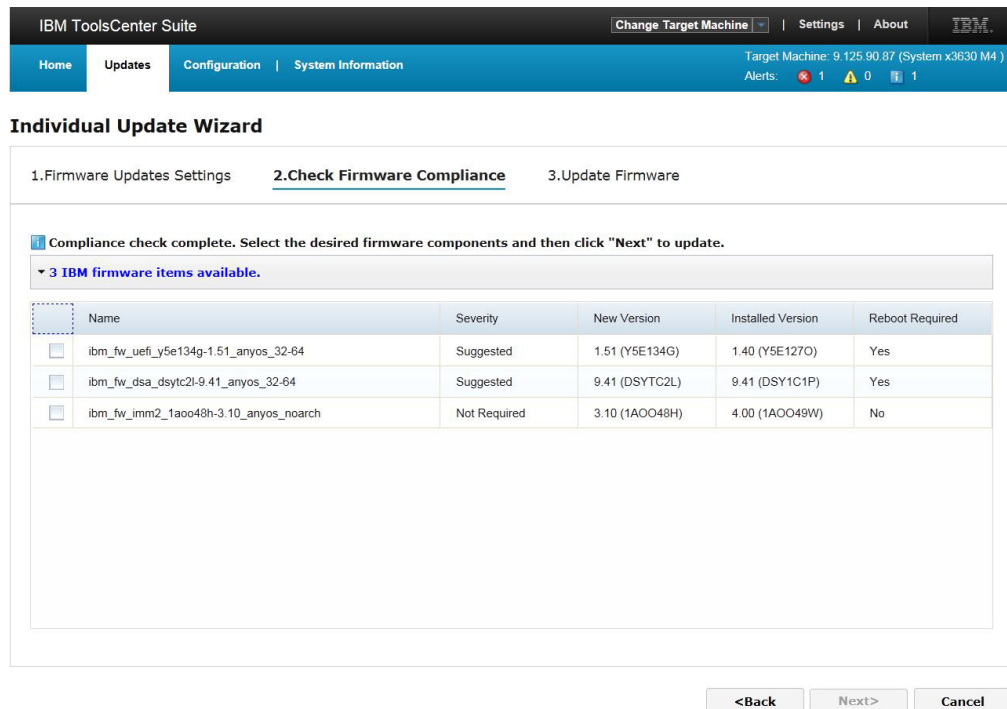 IBM ToolsCenter Suite
Change Target Machine | Settings | About IBM.
Home Updates Configuration | System Information
Target Machine: 9.125.90.87 (System x3630 M4 )
Alerts: 1 0 1
Individual Update Wizard
1.Firmware Updates Settings 2.Check Firmware Compliance 3.Update Firmware
Compliance check complete. Select the desired firmware components and then click "Next" to update.
3 IBM firmware items available.
Name Severity New Version Installed Version Reboot Required
ibm_fw_uefi_y5e134g-1.51_anyos_32-64 Suggested 1.51 (Y5E134G) 1.40 (Y5E127O) Yes
ibm_fw_dsa_dsytc2l-9.41_anyos_32-64 Suggested 9.41 (DSYTC2L) 9.41 (DSY1C1P) Yes
ibm_fw_imm2_1aoo48h-3.10_anyos_noarch Not Required 3.10 (1AOO48H) 4.00 (1AOO49W) No
<Back Next> Cancel